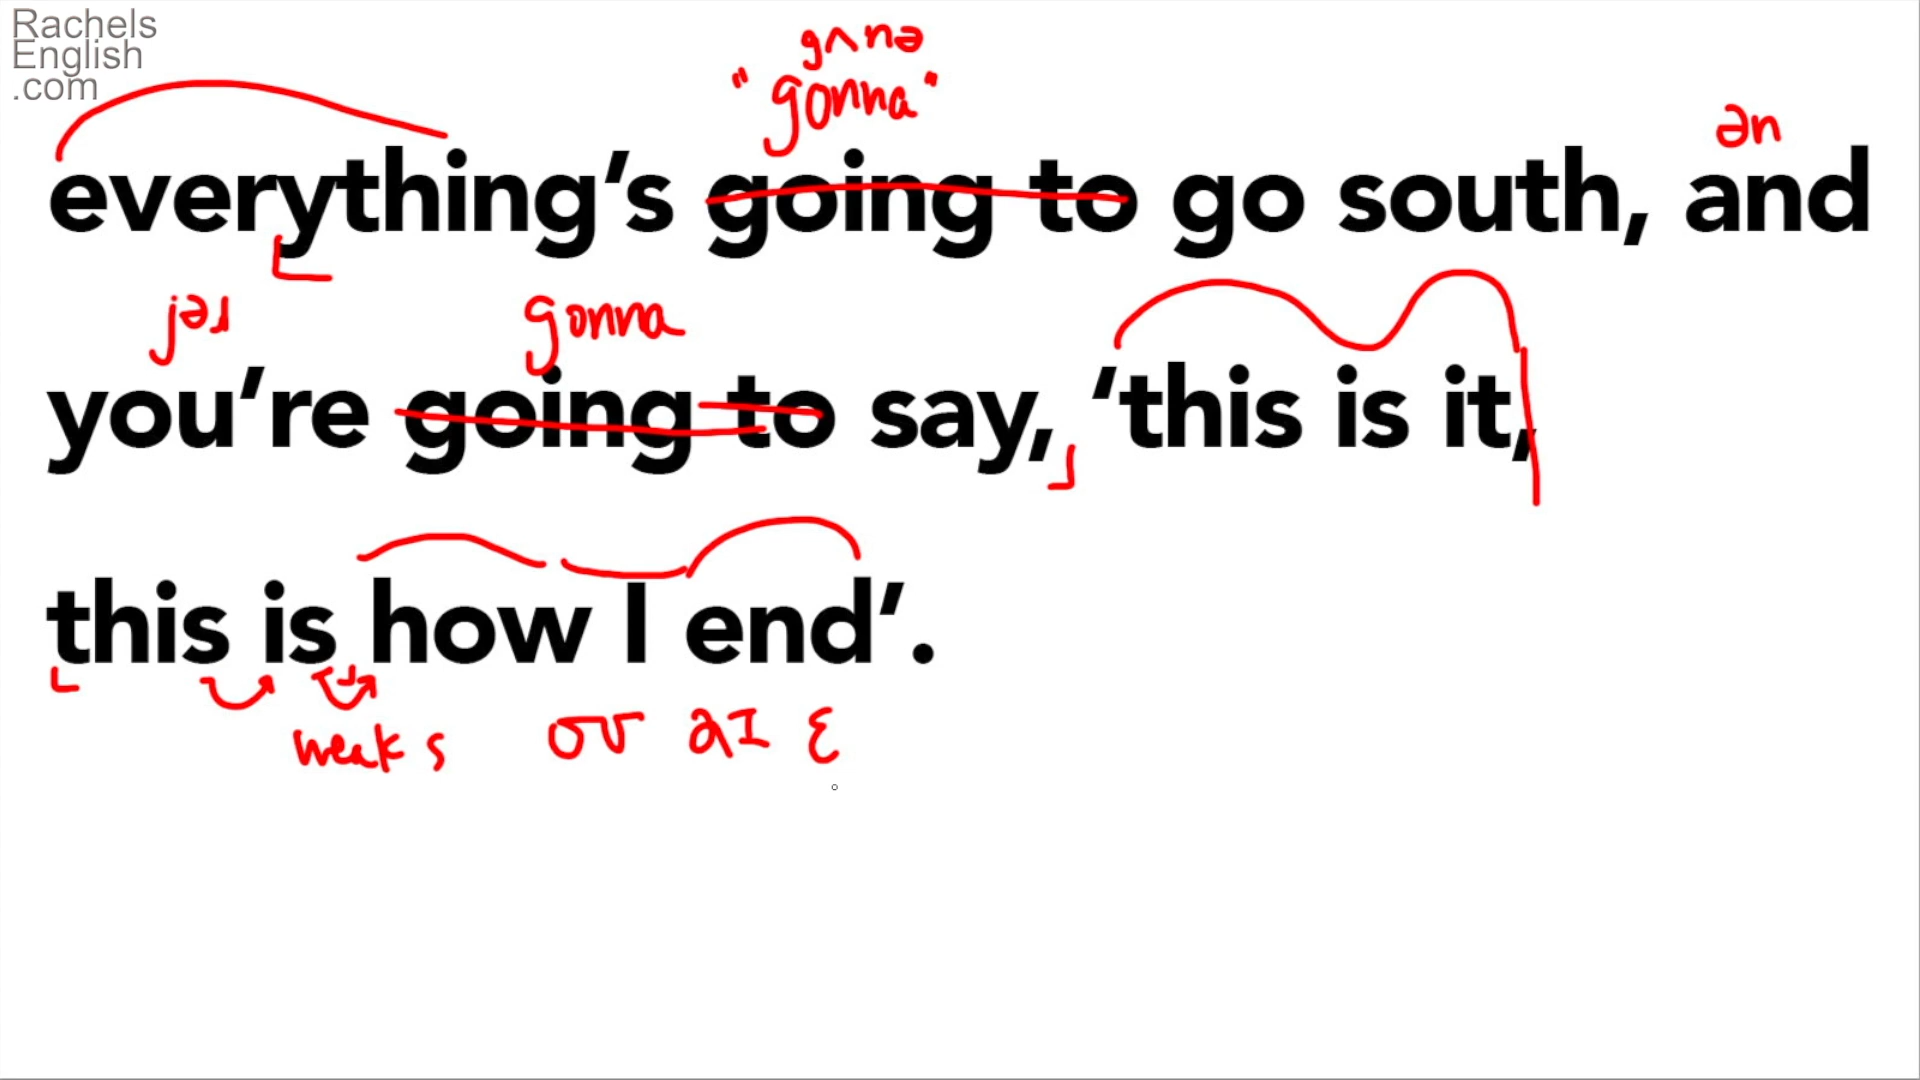 Rachels
English
.com
gʌnə
"gonna"
ən
everything's going to go south, and
jəɹ
gonna
you're going to say, 'this is it,
this is how I end'.
weak s
ʊ aɪ ɛ